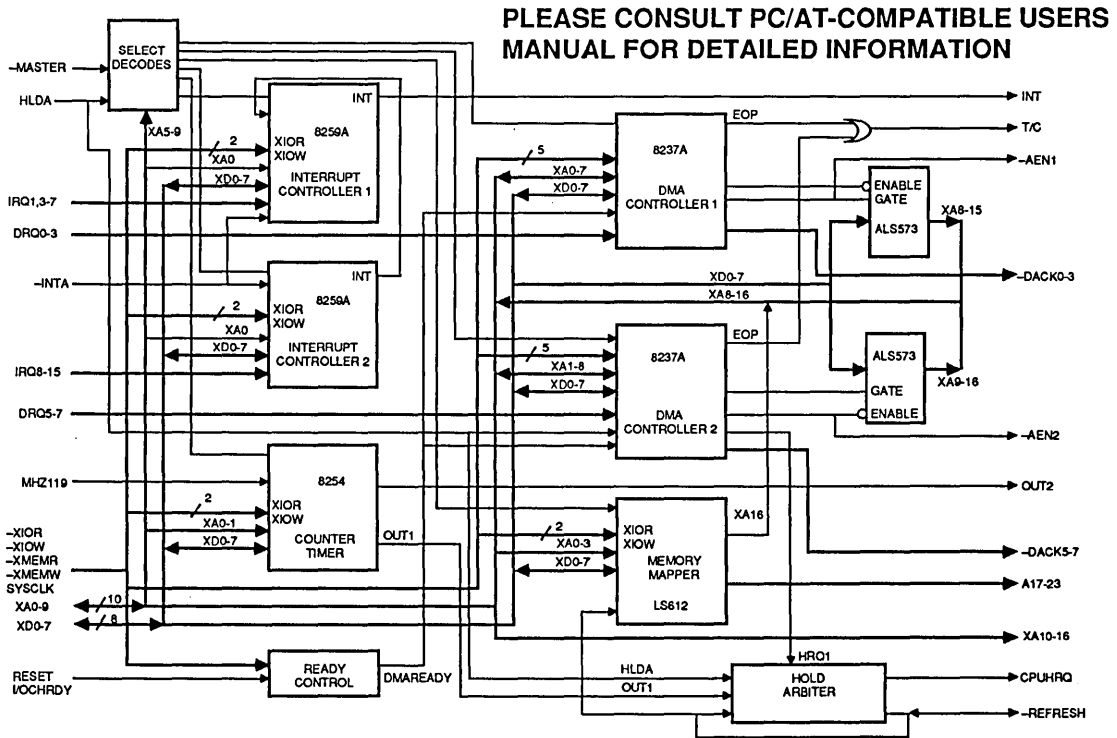 PLEASE CONSULT PC/AT-COMPATIBLE USERS
MANUAL FOR DETAILED INFORMATION
SELECT
DECODES
–MASTER
HLDA
XA5-9
INT
8259A
2
XIOR
XIOW
XA0
INTERRUPT
CONTROLLER 1
XD0-7
IRQ1,3-7
DRQ0-3
–INTA
INT
8259A
2
XIOR
XIOW
XA0
INTERRUPT
CONTROLLER 2
XD0-7
IRQ8-15
DRQ5-7
8254
MHZ119
2
XIOR
XIOW
XA0-1
COUNTER
TIMER
XD0-7
OUT1
–XIOR
–XIOW
–XMEMR
–XMEMW
SYSCLK
XA0-9
10
XD0-7
8
RESET
I/OCHRDY
READY
CONTROL
DMAREADY
EOP
8237A
5
XA0-7
XD0-7
DMA
CONTROLLER 1
ENABLE
GATE
ALS573
XA8-15
XD0-7
XA8-16
EOP
8237A
5
XA1-8
XD0-7
DMA
CONTROLLER 2
ALS573
GATE
ENABLE
XA9-16
XA16
2
XIOR
XIOW
XA0-3
XD0-7
MEMORY
MAPPER
LS612
HRQ1
HLDA
OUT1
HOLD
ARBITER
INT
T/C
–AEN1
–DACK0-3
–AEN2
OUT2
–DACK5-7
A17-23
XA10-16
CPUHRQ
–REFRESH